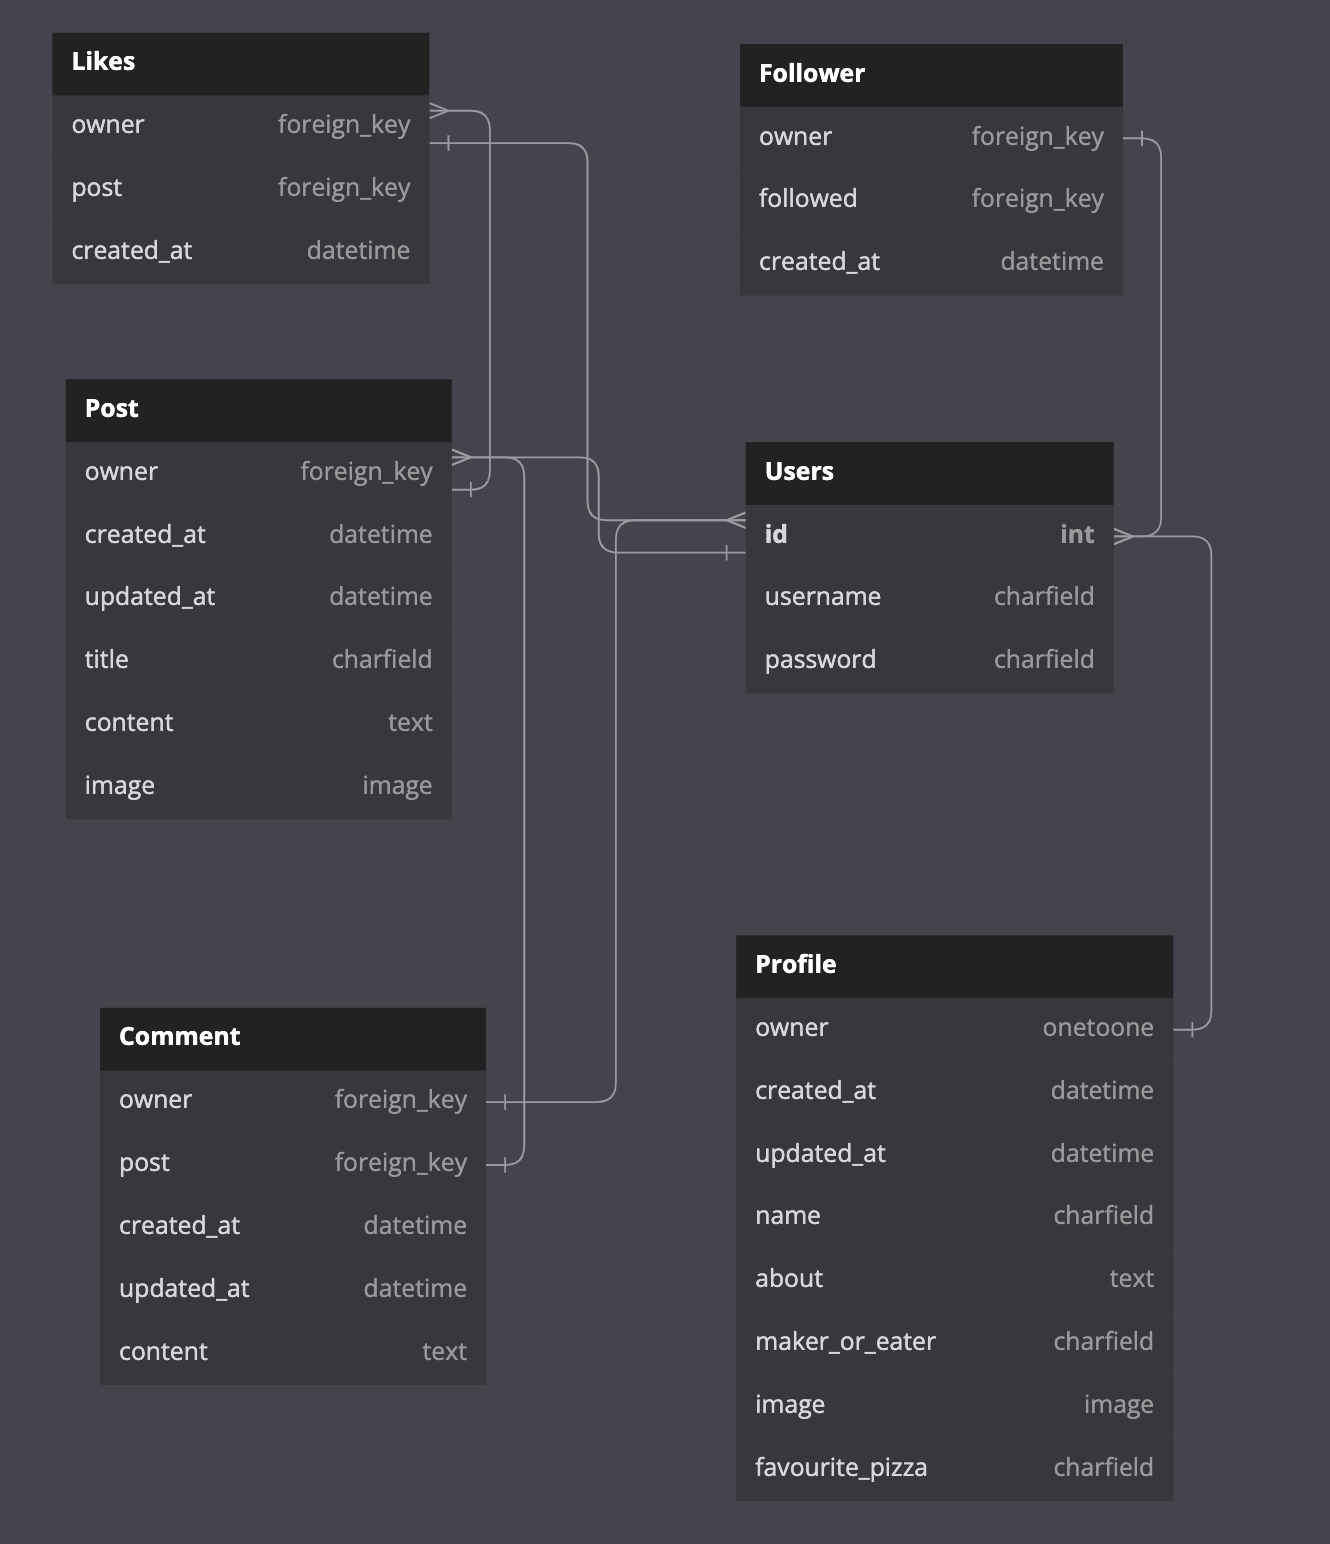 Likes
owner foreign_key
post foreign_key
created_at datetime
Follower
owner foreign_key
followed foreign_key
created_at datetime
Post
owner foreign_key
created_at datetime
updated_at datetime
title charfield
content text
image image
Users
id int
username charfield
password charfield
Comment
owner foreign_key
post foreign_key
created_at datetime
updated_at datetime
content text
Profile
owner onetoone
created_at datetime
updated_at datetime
name charfield
about text
maker_or_eater charfield
image image
favourite_pizza charfield